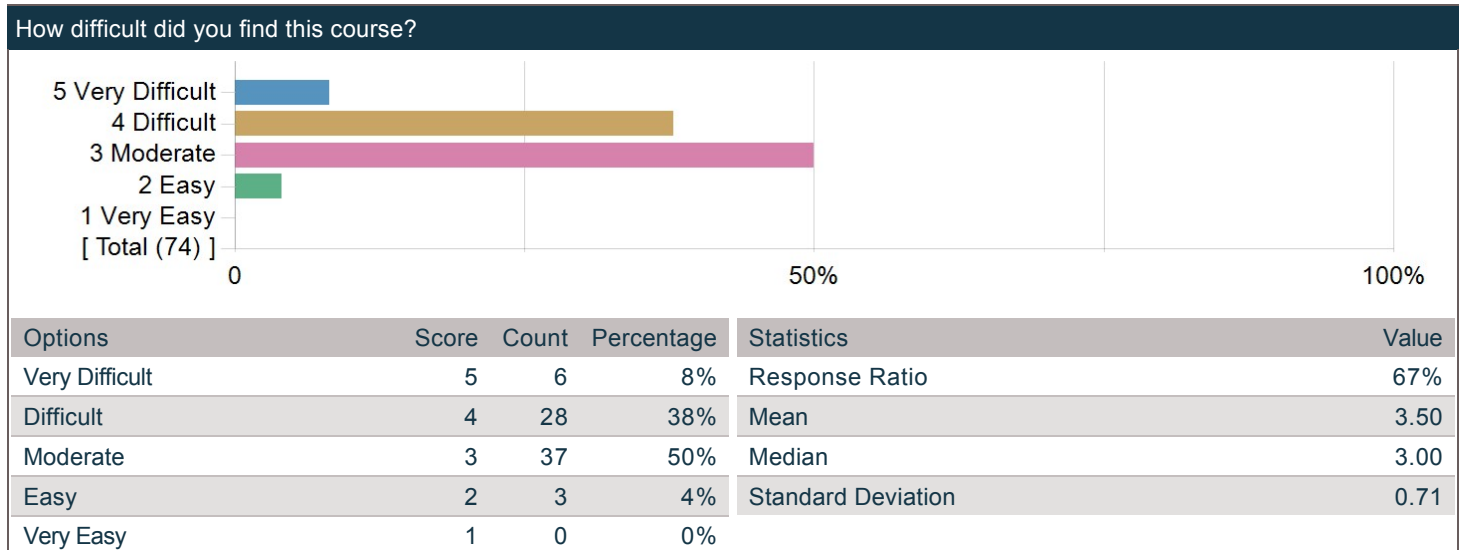 How difficult did you find this course?
5 Very Difficult
4 Difficult
3 Moderate
2 Easy
1 Very Easy
[ Total (74) ]
0 50% 100%
Options Score Count Percentage Statistics Value
Very Difficult 5 6 8% Response Ratio 67%
Difficult 4 28 38% Mean 3.50
Moderate 3 37 50% Median 3.00
Easy 2 3 4% Standard Deviation 0.71
Very Easy 1 0 0%